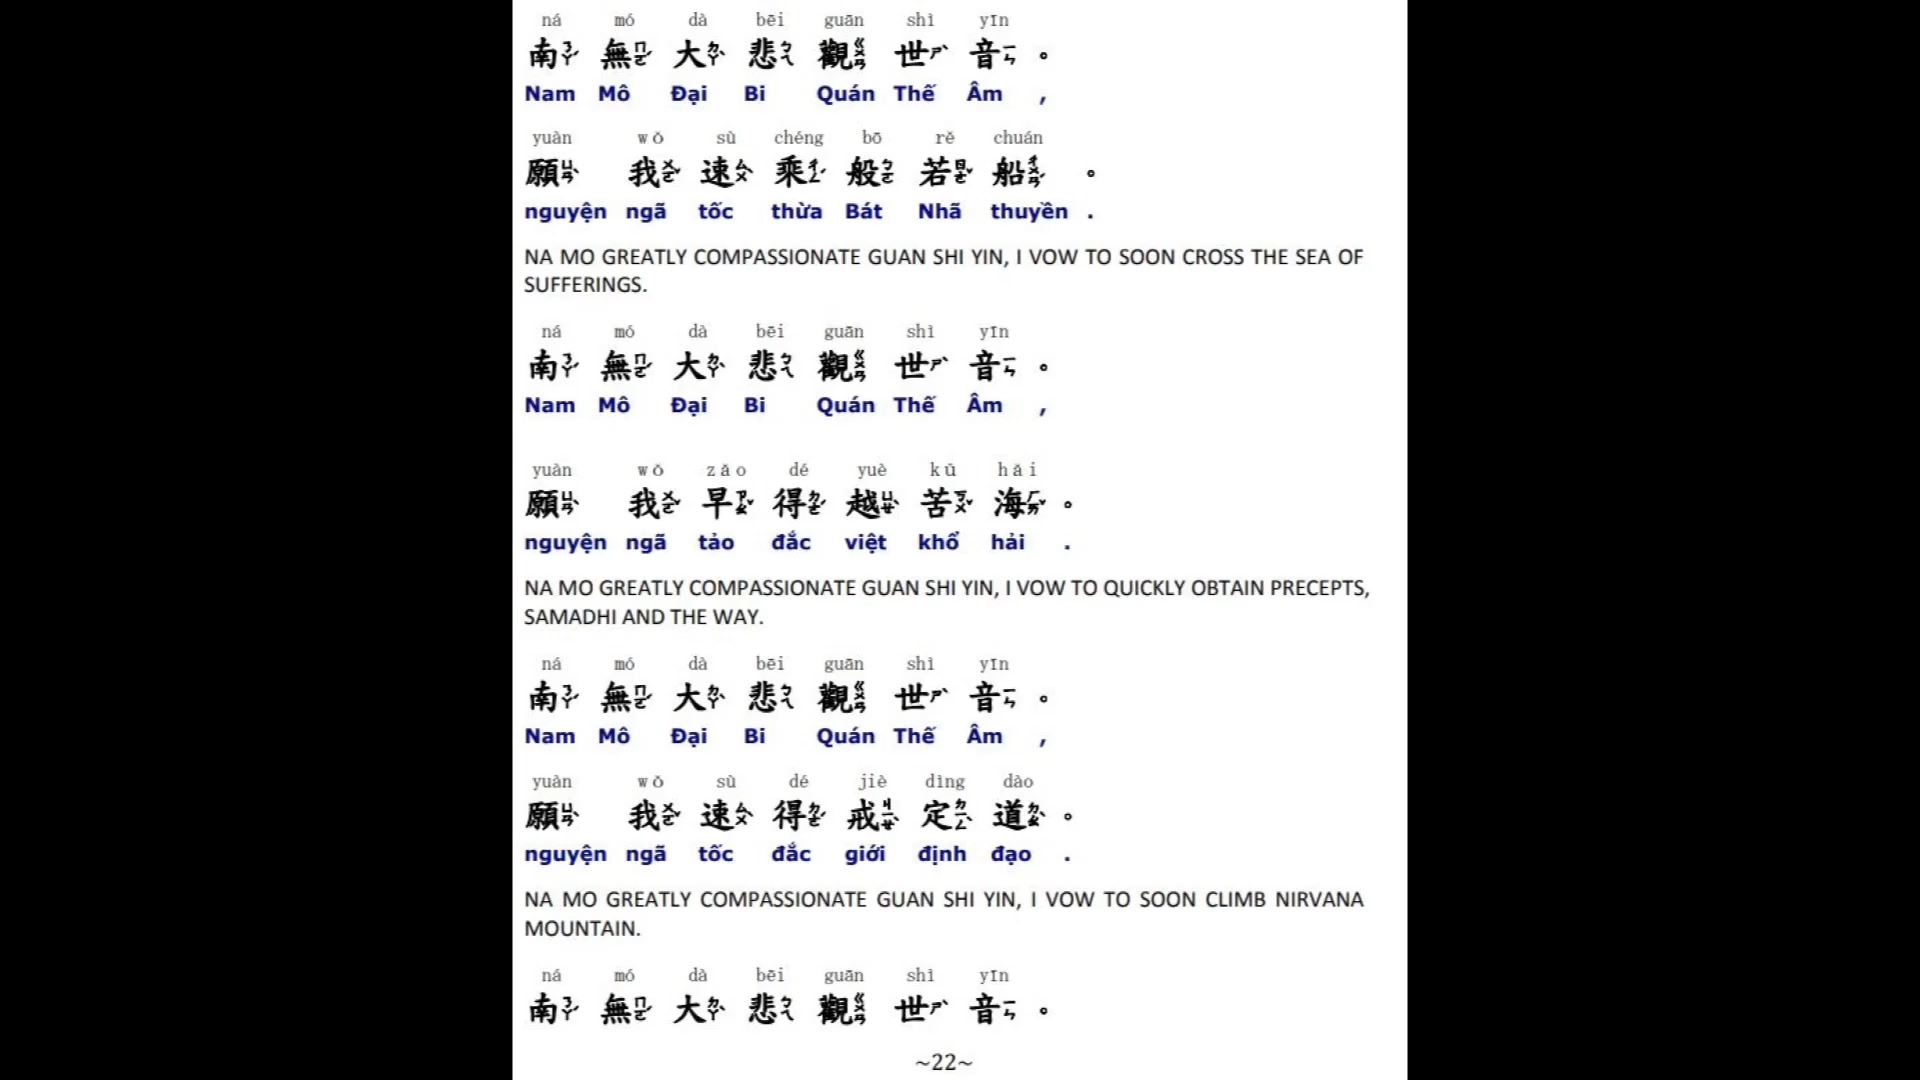 ná mó dà bēi guān shì yīn
南無大悲觀世音。
Nam Mô Đại Bi Quán Thế Âm ,
yuàn wǒ sù chéng bō rě chuán
願我速乘般若船。
nguyện ngã tốc thừa Bát Nhã thuyền .
NA MO GREATLY COMPASSIONATE GUAN SHI YIN, I VOW TO SOON CROSS THE SEA OF
SUFFERINGS.
ná mó dà bēi guān shì yīn
南無大悲觀世音。
Nam Mô Đại Bi Quán Thế Âm ,
yuàn wǒ zǎo dé yuè kǔ hǎi
願我早得越苦海。
nguyện ngã tảo đắc việt khổ hải .
NA MO GREATLY COMPASSIONATE GUAN SHI YIN, I VOW TO QUICKLY OBTAIN PRECEPTS,
SAMADHI AND THE WAY.
ná mó dà bēi guān shì yīn
南無大悲觀世音。
Nam Mô Đại Bi Quán Thế Âm ,
yuàn wǒ sù dé jiè dìng dào
願我速得戒定道。
nguyện ngã tốc đắc giới định đạo .
NA MO GREATLY COMPASSIONATE GUAN SHI YIN, I VOW TO SOON CLIMB NIRVANA
MOUNTAIN.
ná mó dà bēi guān shì yīn
南無大悲觀世音。
~22~